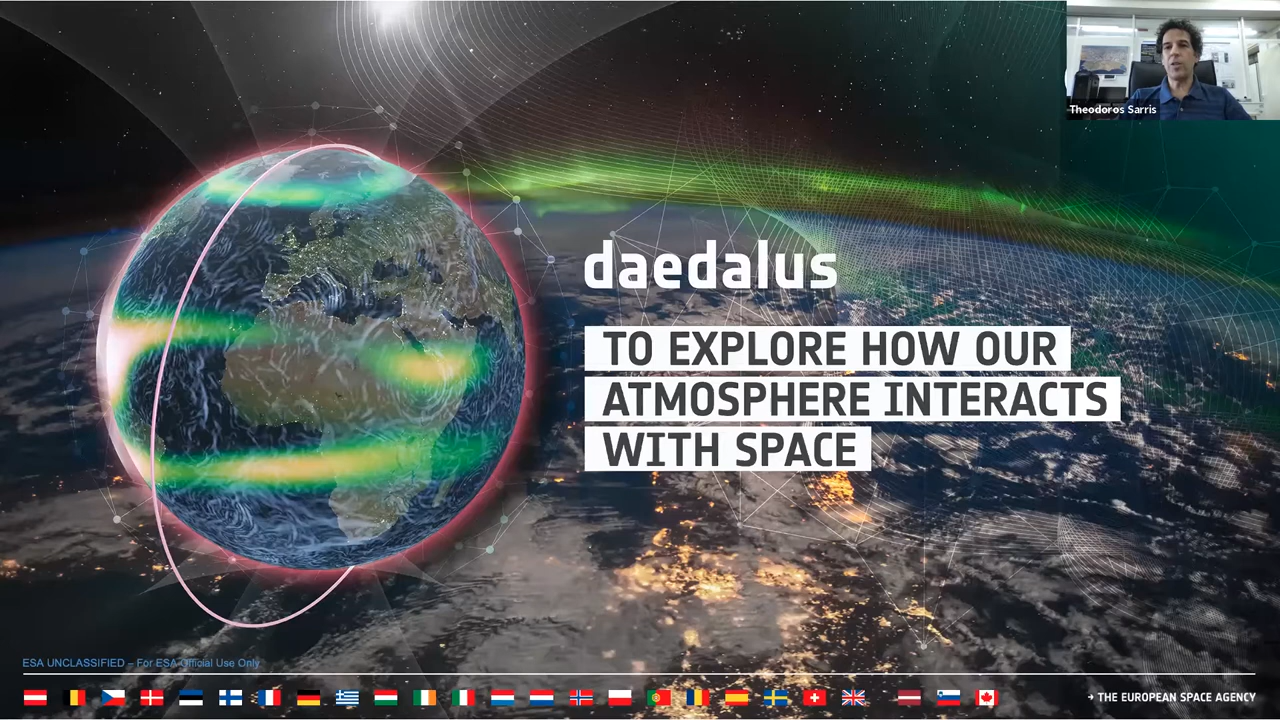 Theodoros Sarris
daedalus
TO EXPLORE HOW OUR
ATMOSPHERE INTERACTS
WITH SPACE
ESA UNCLASSIFIED – For ESA Official Use Only
→ THE EUROPEAN SPACE AGENCY